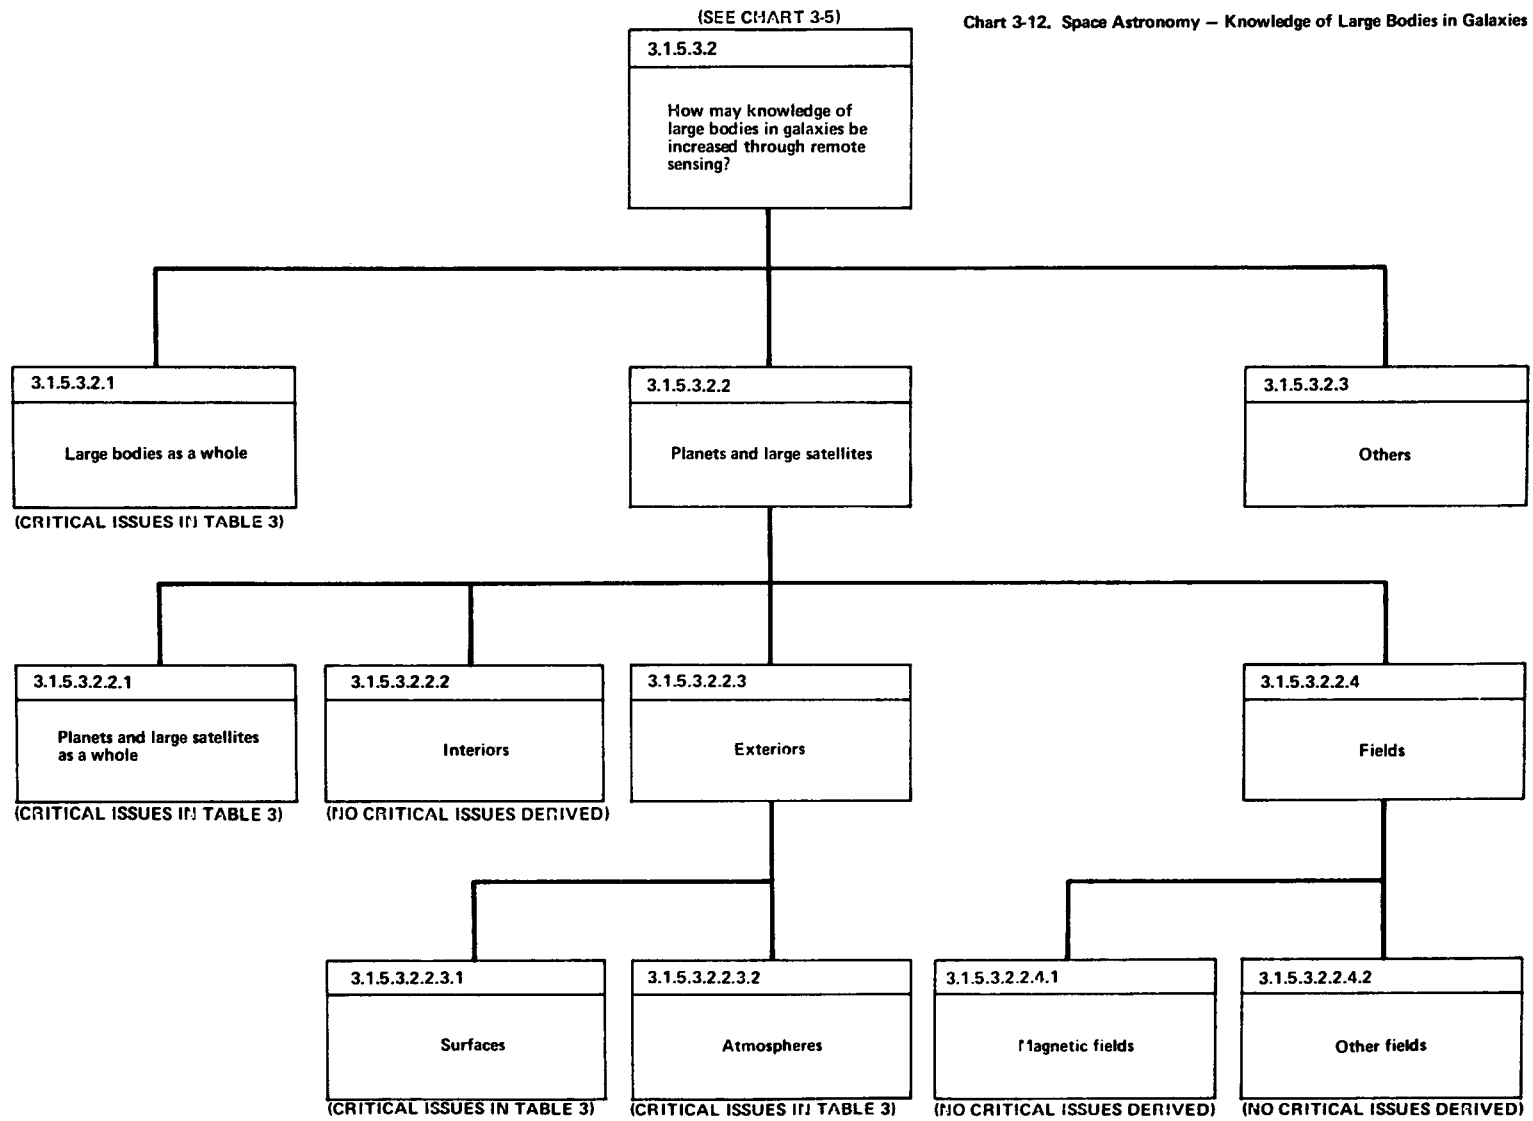 (SEE CHART 3-5)
Chart 3-12. Space Astronomy — Knowledge of Large Bodies in Galaxies
3.1.5.3.2
How may knowledge of
large bodies in galaxies be
increased through remote
sensing?
3.1.5.3.2.1
Large bodies as a whole
(CRITICAL ISSUES IN TABLE 3)
3.1.5.3.2.2
Planets and large satellites
3.1.5.3.2.3
Others
3.1.5.3.2.2.1
Planets and large satellites
as a whole
(CRITICAL ISSUES IN TABLE 3)
3.1.5.3.2.2.2
Interiors
(NO CRITICAL ISSUES DERIVED)
3.1.5.3.2.2.3
Exteriors
3.1.5.3.2.2.4
Fields
3.1.5.3.2.2.3.1
Surfaces
(CRITICAL ISSUES IN TABLE 3)
3.1.5.3.2.2.3.2
Atmospheres
(CRITICAL ISSUES IN TABLE 3)
3.1.5.3.2.2.4.1
Magnetic fields
(NO CRITICAL ISSUES DERIVED)
3.1.5.3.2.2.4.2
Other fields
(NO CRITICAL ISSUES DERIVED)